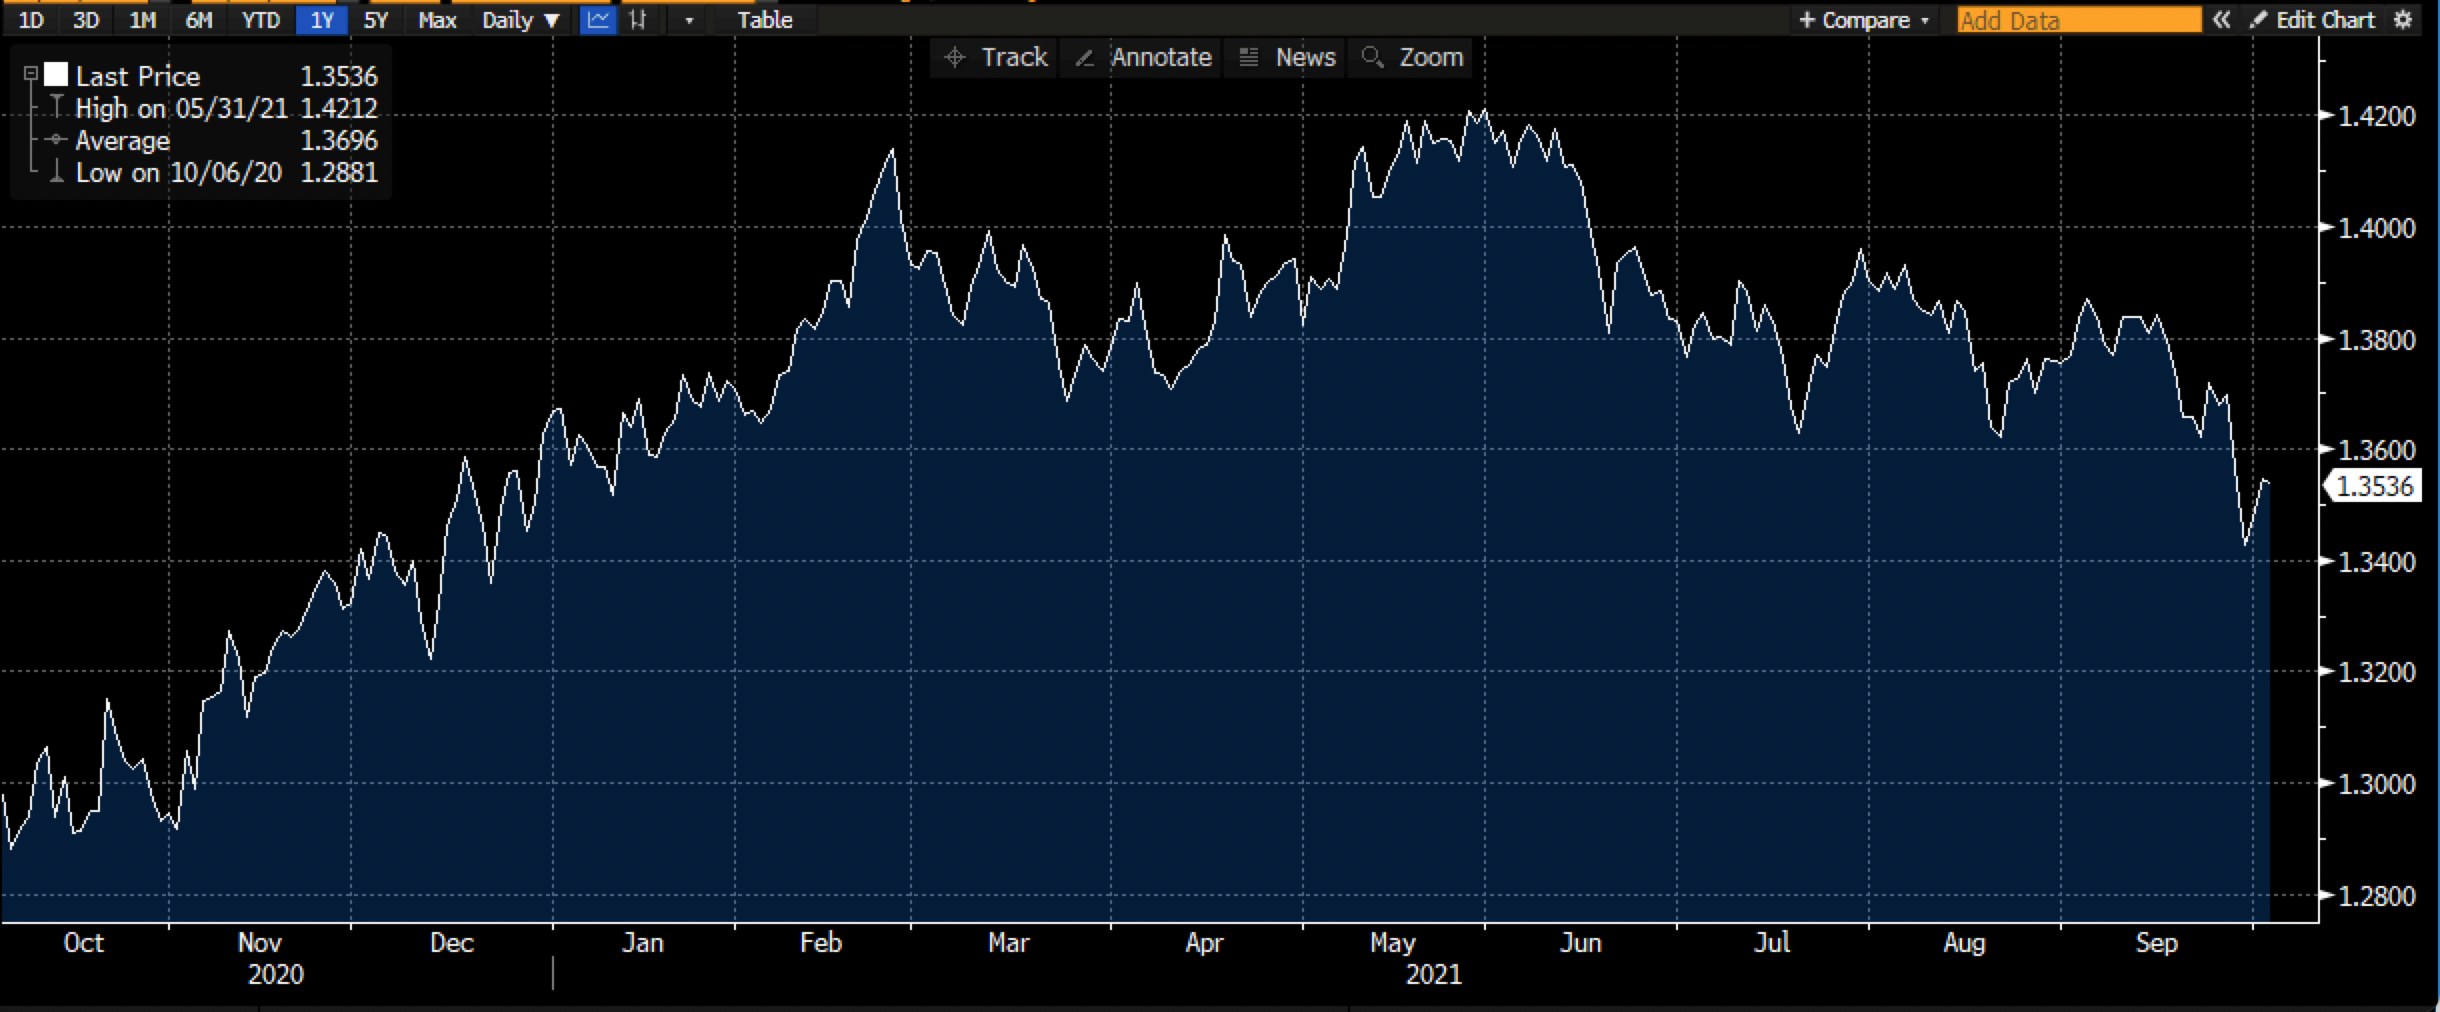 1D 3D 1M 6M YTD 1Y 5Y Max Daily ▼ Table + Compare Add Data « Edit Chart
Track Annotate News Zoom
Last Price 1.3536
High on 05/31/21 1.4212
Average 1.3696
Low on 10/06/20 1.2881
1.4200
1.4000
1.3800
1.3600
1.3536
1.3400
1.3200
1.3000
1.2800
Oct Nov Dec Jan Feb Mar Apr May Jun Jul Aug Sep
2020 2021